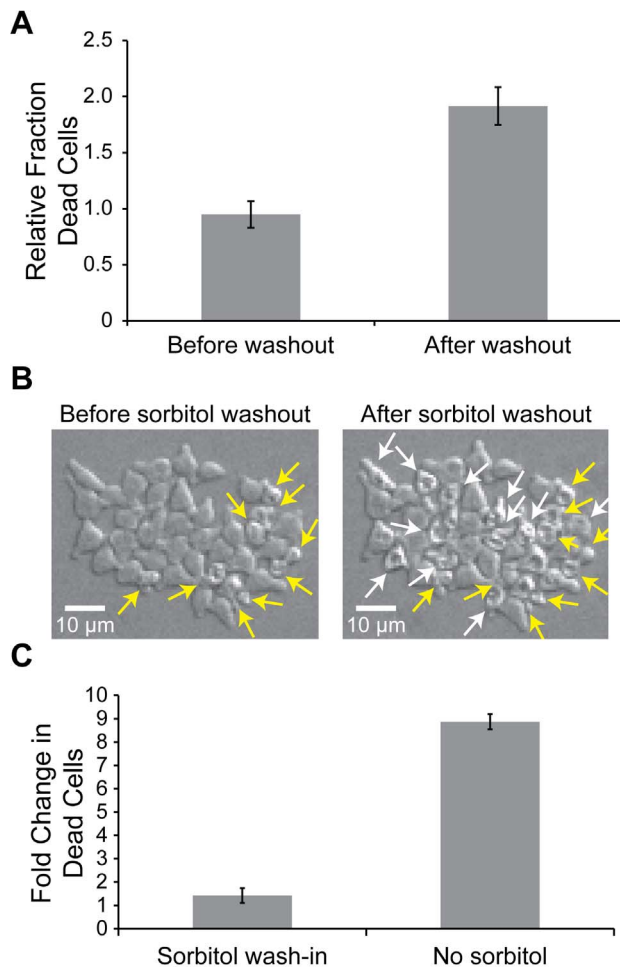 A
Relative Fraction
Dead Cells
2.5
2.0
1.5
1.0
0.5
0
Before washout
After washout
B
Before sorbitol washout
After sorbitol washout
10 µm
10 µm
C
Fold Change in
Dead Cells
10
9
8
7
6
5
4
3
2
1
0
Sorbitol wash-in
No sorbitol